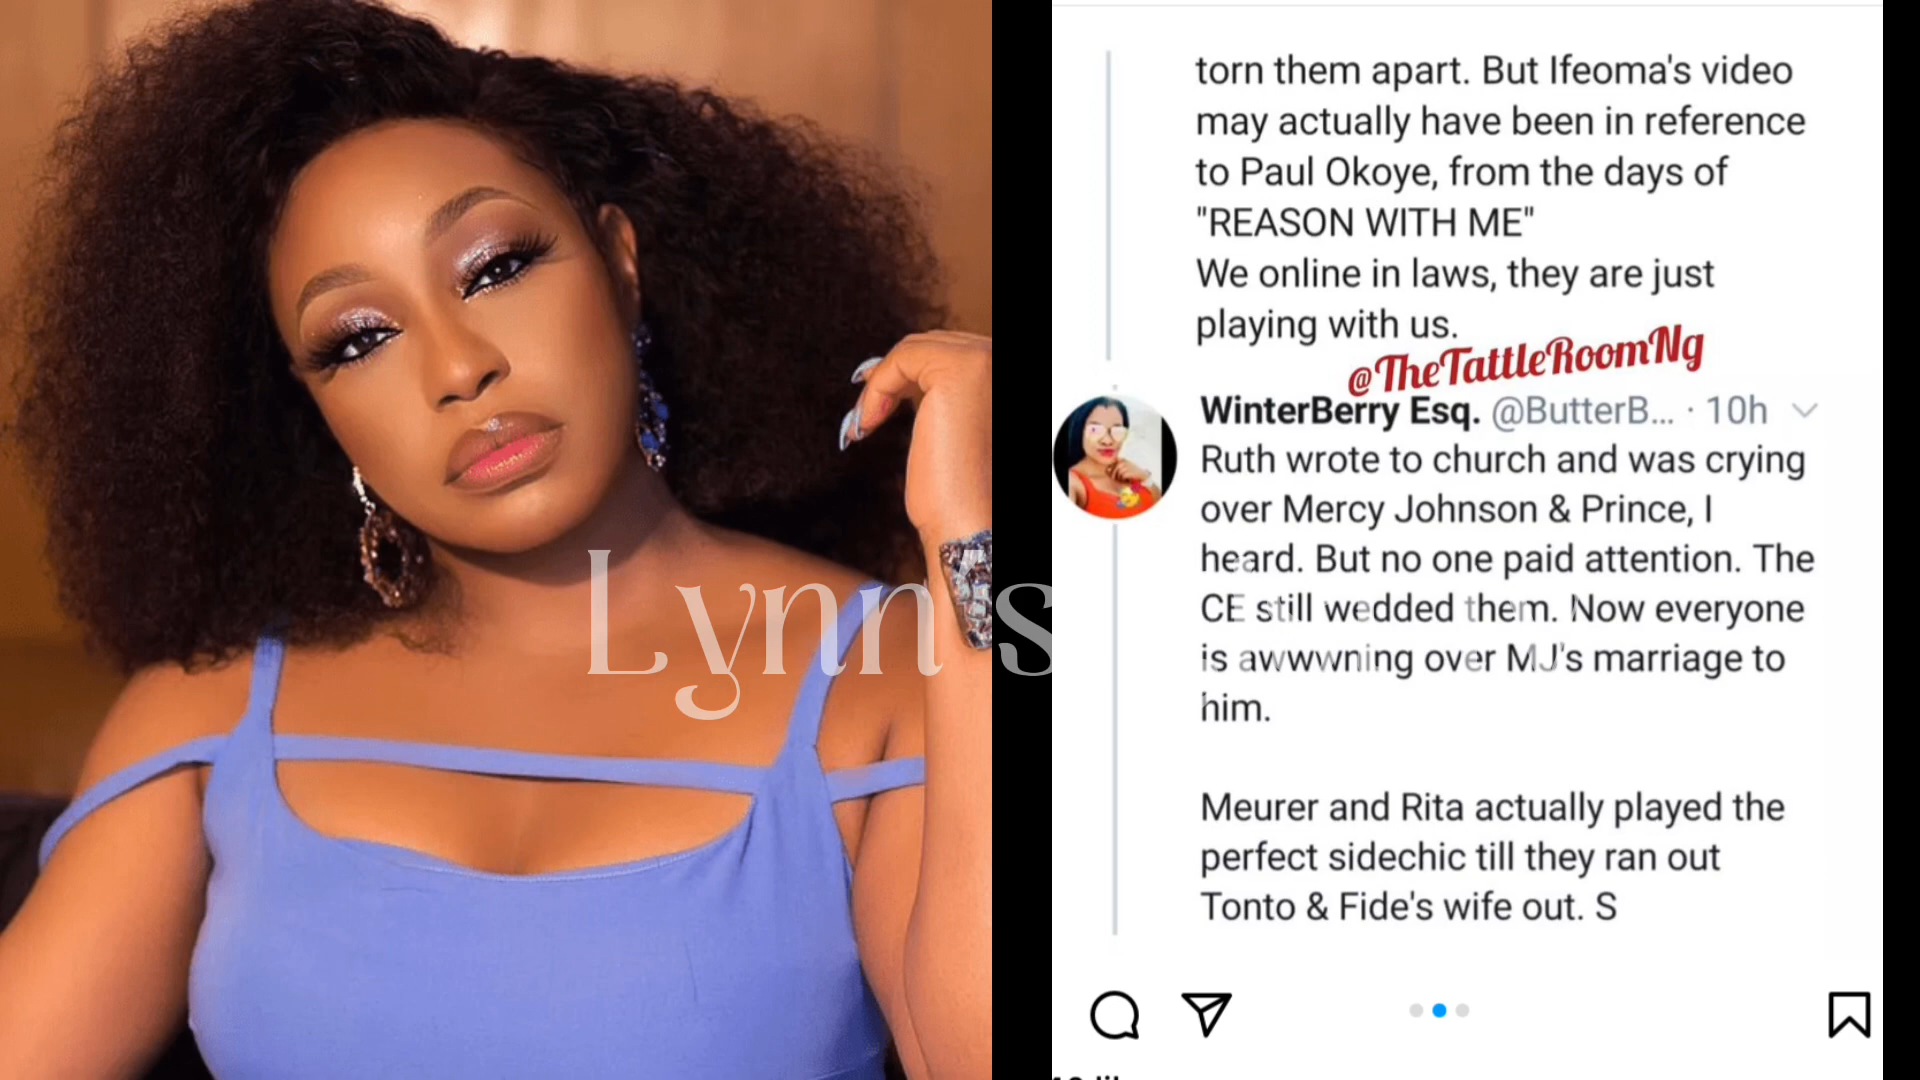 Lynn's
torn them apart. But Ifeoma's video
may actually have been in reference
to Paul Okoye, from the days of
"REASON WITH ME"
We online in laws, they are just
playing with us.
@TheTattleRoomNg
WinterBerry Esq. @ButterB... · 10h
Ruth wrote to church and was crying
over Mercy Johnson & Prince, I
heard. But no one paid attention. The
CE still wedded them. Now everyone
is awwwning over MJ's marriage to
him.
Meurer and Rita actually played the
perfect sidechic till they ran out
Tonto & Fide's wife out. S